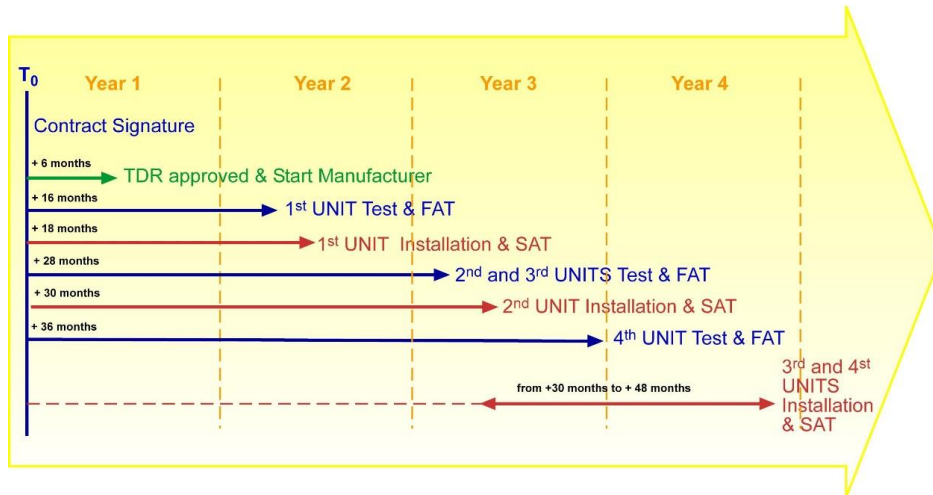 T0
Year 1
Year 2
Year 3
Year 4
Contract Signature
+ 6 months
TDR approved & Start Manufacturer
+ 16 months
1st UNIT Test & FAT
+ 18 months
1st UNIT Installation & SAT
+ 28 months
2nd and 3rd UNITS Test & FAT
+ 30 months
2nd UNIT Installation & SAT
+ 36 months
4th UNIT Test & FAT
from +30 months to + 48 months
3rd and 4st
UNITS
Installation
& SAT